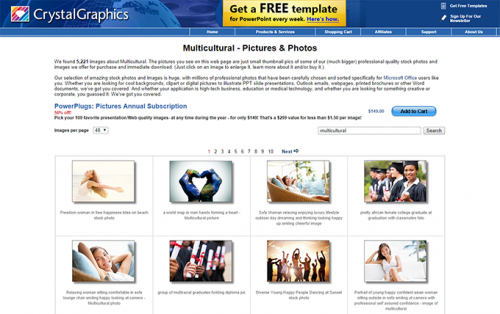 CrystalGraphics
Get a FREE template
for PowerPoint every week. Here's how.
Get Free Templates
Sign Up For Our
Newsletter
Home
Products & Services
Shopping Cart
Affiliates
Support
About Us
Multicultural - Pictures & Photos
We found 5,221 images about Multicultural. The pictures you see on this web page are just small thumbnail pics of some of our (much bigger) professional quality stock photos and
images we offer for purchase and immediate download. (Just click on an image to enlarge it, learn more about it and/or buy it.)
Our selection of amazing stock photos and images is huge, with millions of professional photos that have been carefully chosen and sorted specifically for Microsoft Office users like
you. Whether you are looking for cool backgrounds, clipart or digital pictures to illustrate PPT slide presentations, Outlook emails, webpages, printed brochures or other Word
documents, we've got you covered. And whether your application is high-tech business, education or medical technology, and whether you are looking for something creative or
corporate, you guessed it: We've got you covered.
PowerPlugs: Pictures Annual Subscription
50% off!
Pick your 100 favorite presentation/Web quality images- at any time during the year - for only $149! That's a $299 value for less than $1.50 per image!
$149.00
Add to Cart
Images per page
48
multicultural
Search
1 2 3 4 5 6 7 8 9 10 Next
Freedom woman in free happiness bliss on beach
stock photo
a world map in man hands forming a heart -
Multicultural picture
Sofa Woman relaxing enjoying luxury lifestyle
outdoor day dreaming and thinking looking happy
up smiling cheerful image
pretty african female college graduate at
graduation with classmates foto
Relaxing woman sitting comfortable in sofa
lounge chair smiling happy looking at camera -
Multicultural photo
group of multiracial graduates holding diploma pic
Diverse Young Happy People Dancing at Sunset
stock photo
Portrait of young happy confident asian woman
sitting outside in sofa smiling at camera with
professional self assured confidence - image of
multicultural